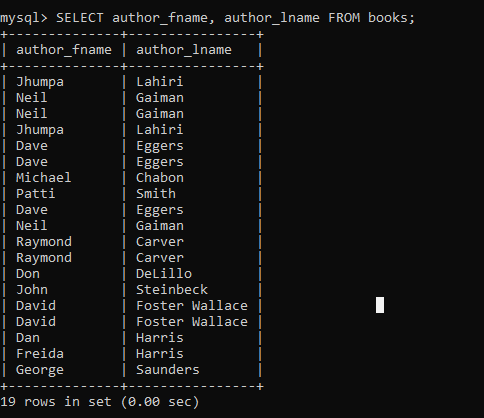 mysql> SELECT author_fname, author_lname FROM books;
+--------------+----------------+
| author_fname | author_lname   |
+--------------+----------------+
| Jhumpa       | Lahiri         |
| Neil         | Gaiman         |
| Neil         | Gaiman         |
| Jhumpa       | Lahiri         |
| Dave         | Eggers         |
| Dave         | Eggers         |
| Michael      | Chabon         |
| Patti        | Smith          |
| Dave         | Eggers         |
| Neil         | Gaiman         |
| Raymond      | Carver         |
| Raymond      | Carver         |
| Don          | DeLillo        |
| John         | Steinbeck      |
| David        | Foster Wallace |
| David        | Foster Wallace |
| Dan          | Harris         |
| Freida       | Harris         |
| George       | Saunders       |
+--------------+----------------+
19 rows in set (0.00 sec)